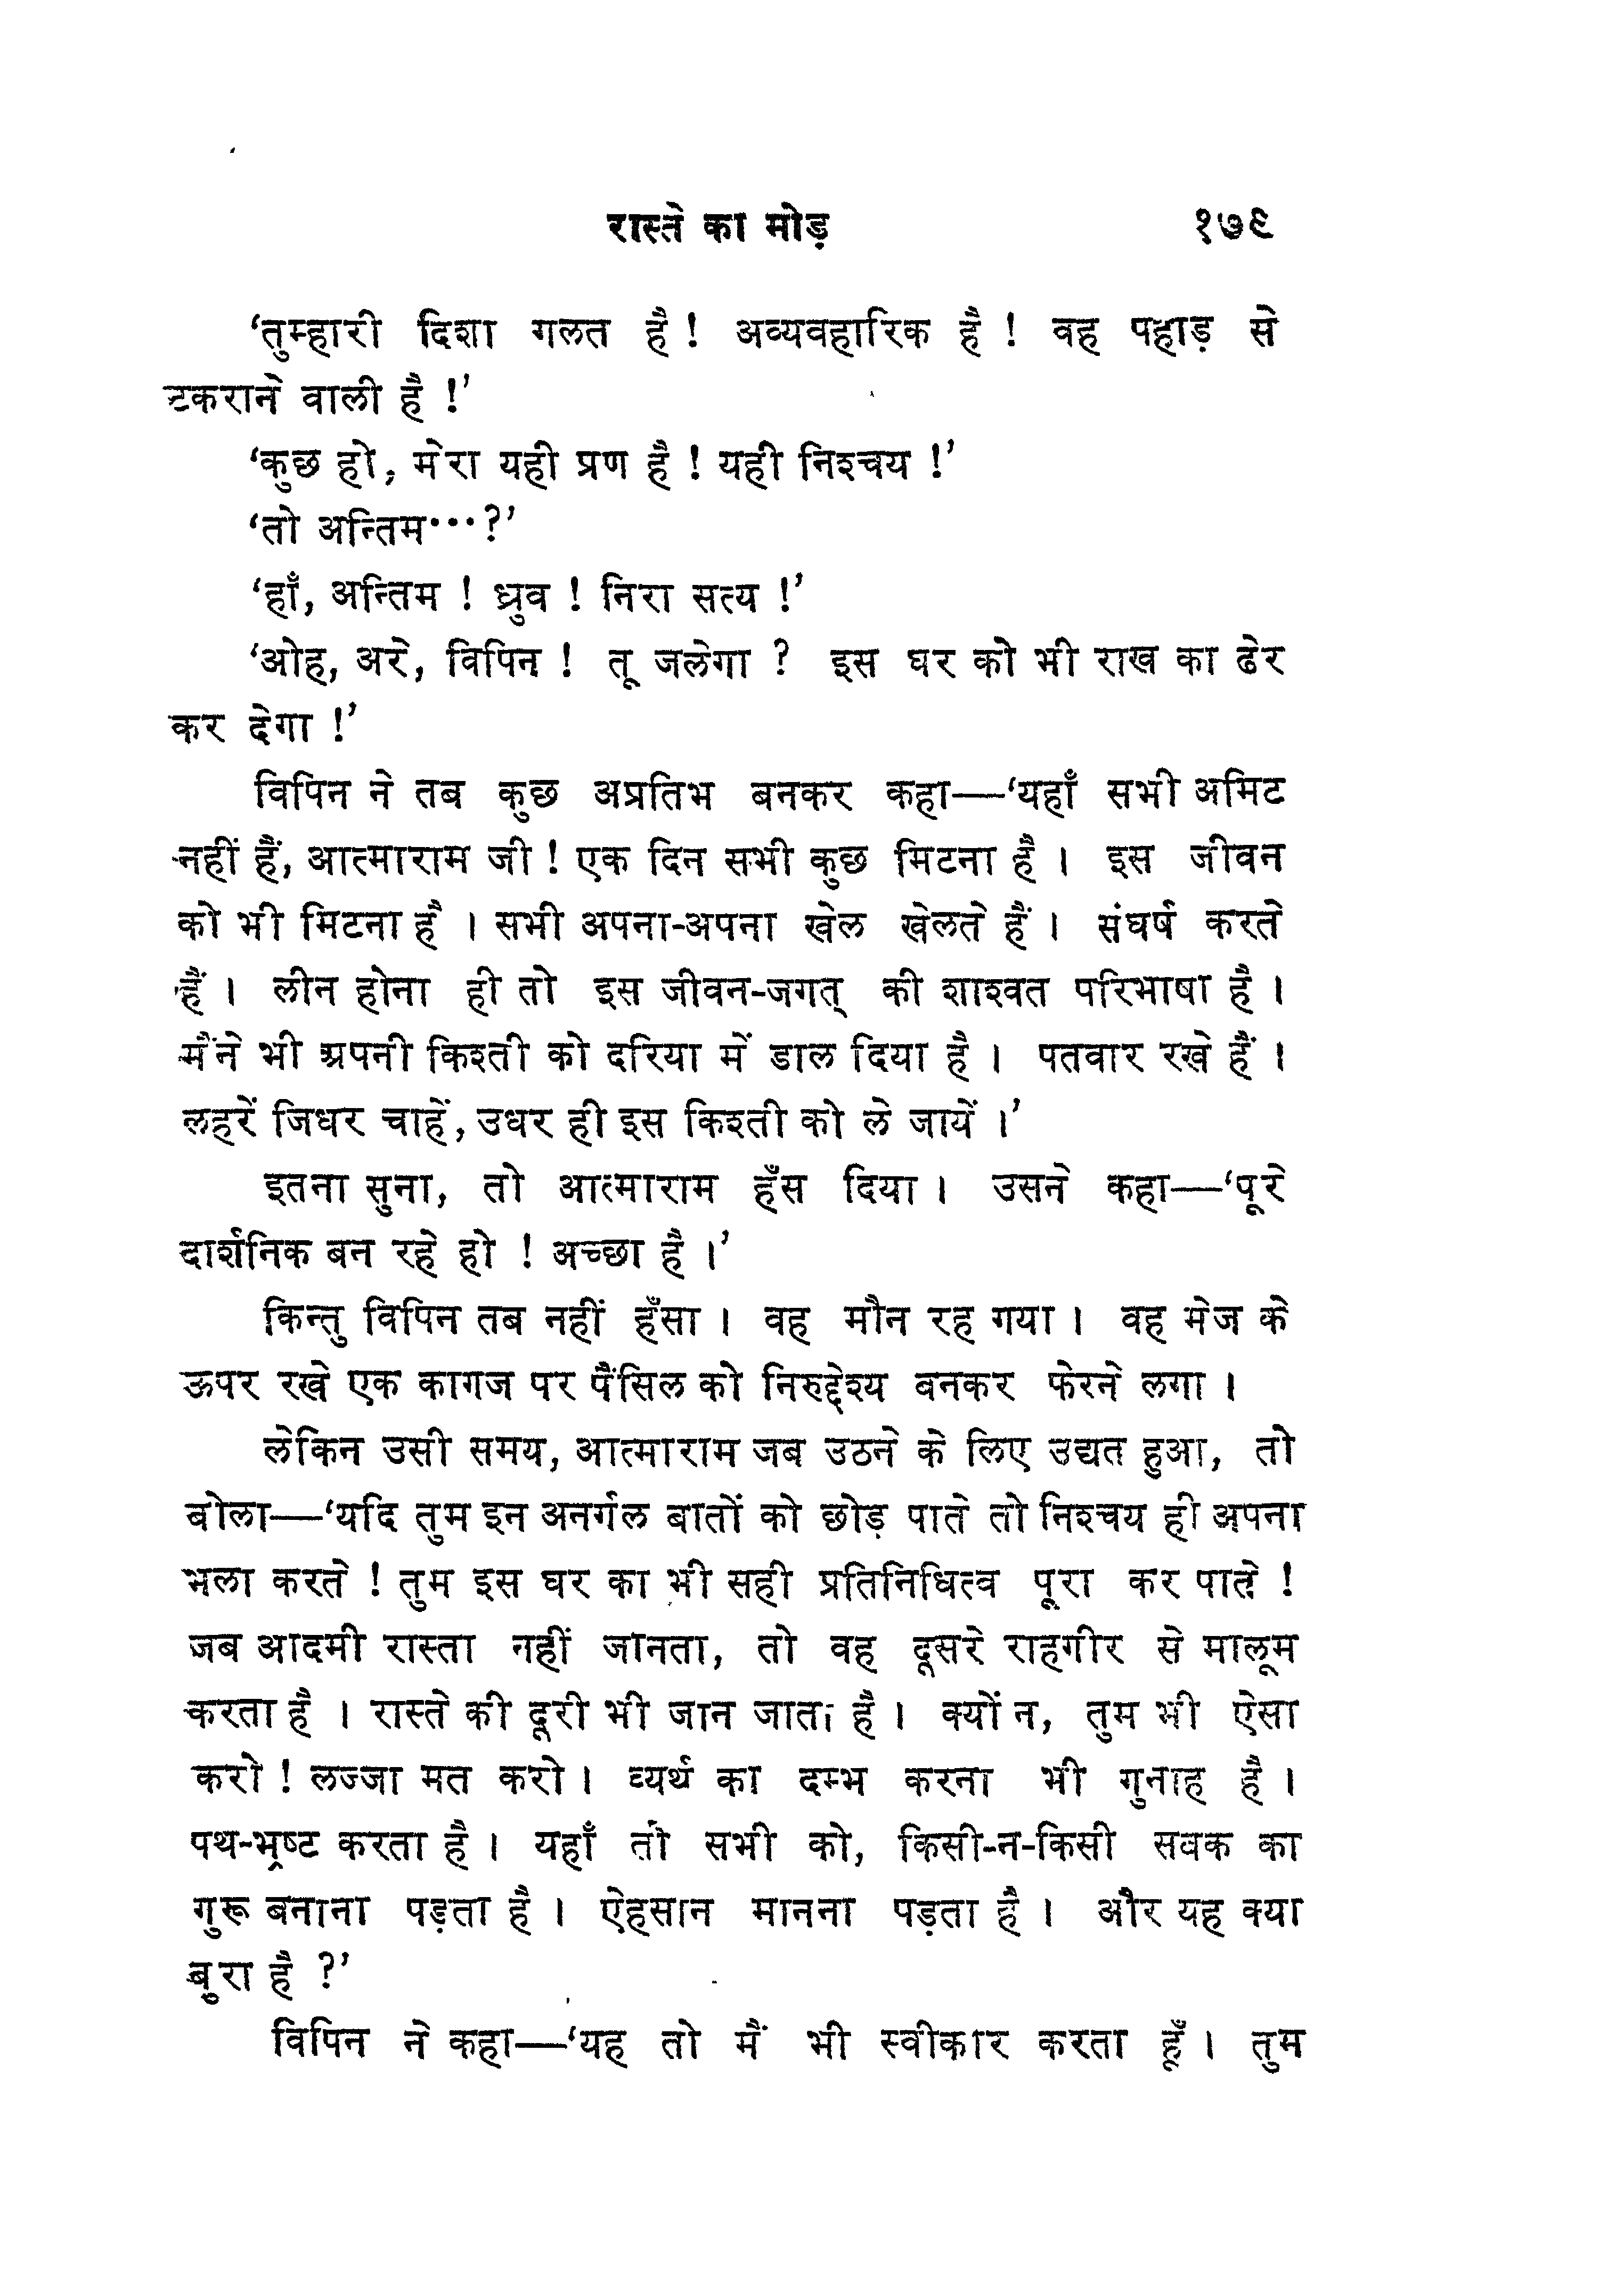 रास्ते का मोड़ १७९
‘तुम्हारी दिशा गलत है ! अव्यवहारिक है ! वह पहाड़ से
टकराने वाली है !’
‘कुछ हो, मेरा यही प्रण है ! यही निश्चय !’
‘तो अन्तिम···?’
‘हाँ, अन्तिम ! ध्रुव ! निरा सत्य !’
‘ओह, अरे, विपिन ! तू जलेगा ? इस घर को भी राख का ढेर
कर देगा !’
विपिन ने तब कुछ अप्रतिभ बनकर कहा—‘यहाँ सभी अमिट
नहीं हैं, आत्माराम जी ! एक दिन सभी कुछ मिटना है । इस जीवन
को भी मिटना है । सभी अपना-अपना खेल खेलते हैं । संघर्ष करते
हैं । लीन होना ही तो इस जीवन-जगत् की शाश्वत परिभाषा है ।
मैंने भी अपनी किश्ती को दरिया में डाल दिया है । पतवार रखे हैं ।
लहरें जिधर चाहें, उधर ही इस किश्ती को ले जायें ।’
इतना सुना, तो आत्माराम हँस दिया । उसने कहा—‘पूरे
दार्शनिक बन रहे हो ! अच्छा है ।’
किन्तु विपिन तब नहीं हँसा । वह मौन रह गया । वह मेज के
ऊपर रखे एक कागज पर पैंसिल को निरुद्देश्य बनकर फेरने लगा ।
लेकिन उसी समय, आत्माराम जब उठने के लिए उद्यत हुआ, तो
बोला—‘यदि तुम इन अनर्गल बातों को छोड़ पाते तो निश्चय ही अपना
भला करते ! तुम इस घर का भी सही प्रतिनिधित्व पूरा कर पाते !
जब आदमी रास्ता नहीं जानता, तो वह दूसरे राहगीर से मालूम
करता है । रास्ते की दूरी भी जान जाता है । क्यों न, तुम भी ऐसा
करो ! लज्जा मत करो । व्यर्थ का दम्भ करना भी गुनाह है ।
पथ-भ्रष्ट करता है । यहाँ तो सभी को, किसी-न-किसी सबक का
गुरू बनाना पड़ता है । ऐहसान मानना पड़ता है । और यह क्या
बुरा है ?’
विपिन ने कहा—‘यह तो मैं भी स्वीकार करता हूँ । तुम